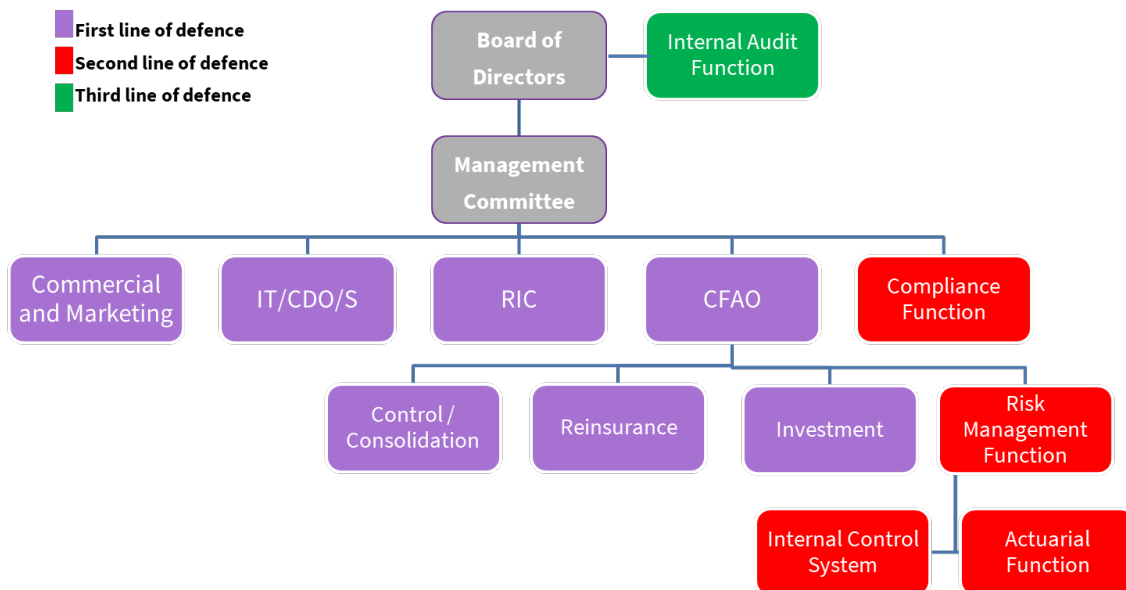 First line of defence
Second line of defence
Third line of defence
Board of
Directors
Internal Audit
Function
Management
Committee
Commercial
and Marketing
IT/CDO/S
RIC
CFAO
Compliance
Function
Control /
Consolidation
Reinsurance
Investment
Risk
Management
Function
Internal Control
System
Actuarial
Function